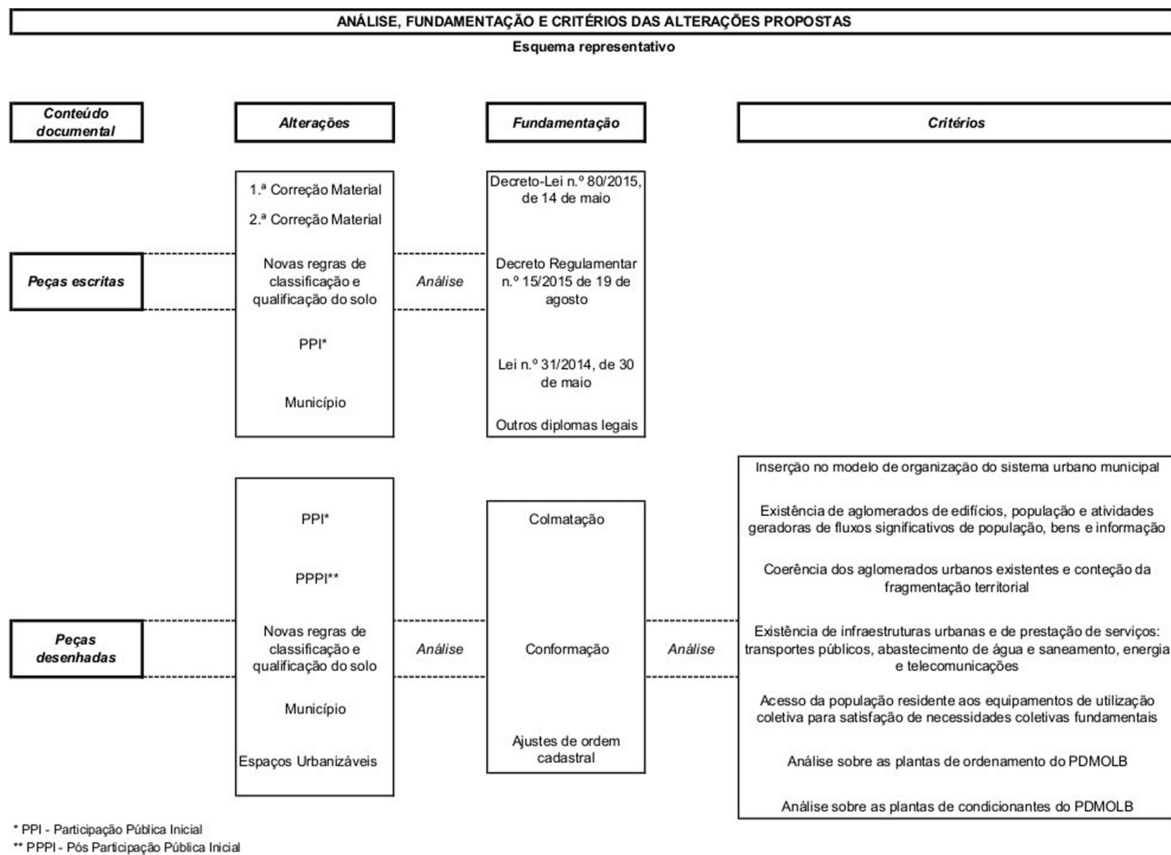 ANÁLISE, FUNDAMENTAÇÃO E CRITÉRIOS DAS ALTERAÇÕES PROPOSTAS
Esquema representativo
Conteúdo
documental
Alterações
Fundamentação
Critérios
Peças escritas
1.ª Correção Material
2.ª Correção Material
Novas regras de
classificação e
qualificação do solo
PPI*
Município
Análise
Decreto-Lei n.º 80/2015,
de 14 de maio
Decreto Regulamentar
n.º 15/2015 de 19 de
agosto
Lei n.º 31/2014, de 30
de maio
Outros diplomas legais
Peças
desenhadas
PPI*
PPPI**
Novas regras de
classificação e
qualificação do solo
Município
Espaços Urbanizáveis
Análise
Colmatação
Conformação
Ajustes de ordem
cadastral
Análise
Inserção no modelo de organização do sistema urbano municipal
Existência de aglomerados de edifícios, população e atividades
geradoras de fluxos significativos de população, bens e informação
Coerência dos aglomerados urbanos existentes e conteção da
fragmentação territorial
Existência de infraestruturas urbanas e de prestação de serviços:
transportes públicos, abastecimento de água e saneamento, energia
e telecomunicações
Acesso da população residente aos equipamentos de utilização
coletiva para satisfação de necessidades coletivas fundamentais
Análise sobre as plantas de ordenamento do PDMOLB
Análise sobre as plantas de condicionantes do PDMOLB
* PPI - Participação Pública Inicial
** PPPI - Pós Participação Pública Inicial